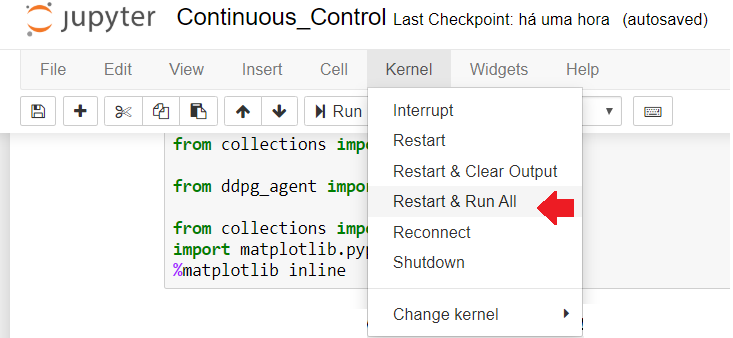 jupyter Continuous_Control Last Checkpoint: há uma hora (autosaved)
File Edit View Insert Cell Kernel Widgets Help
Run
Interrupt
Restart
Restart & Clear Output
Restart & Run All
Reconnect
Shutdown
Change kernel
from collections imp
from ddpg_agent impor
from collections imp
import matplotlib.pyp
%matplotlib inline